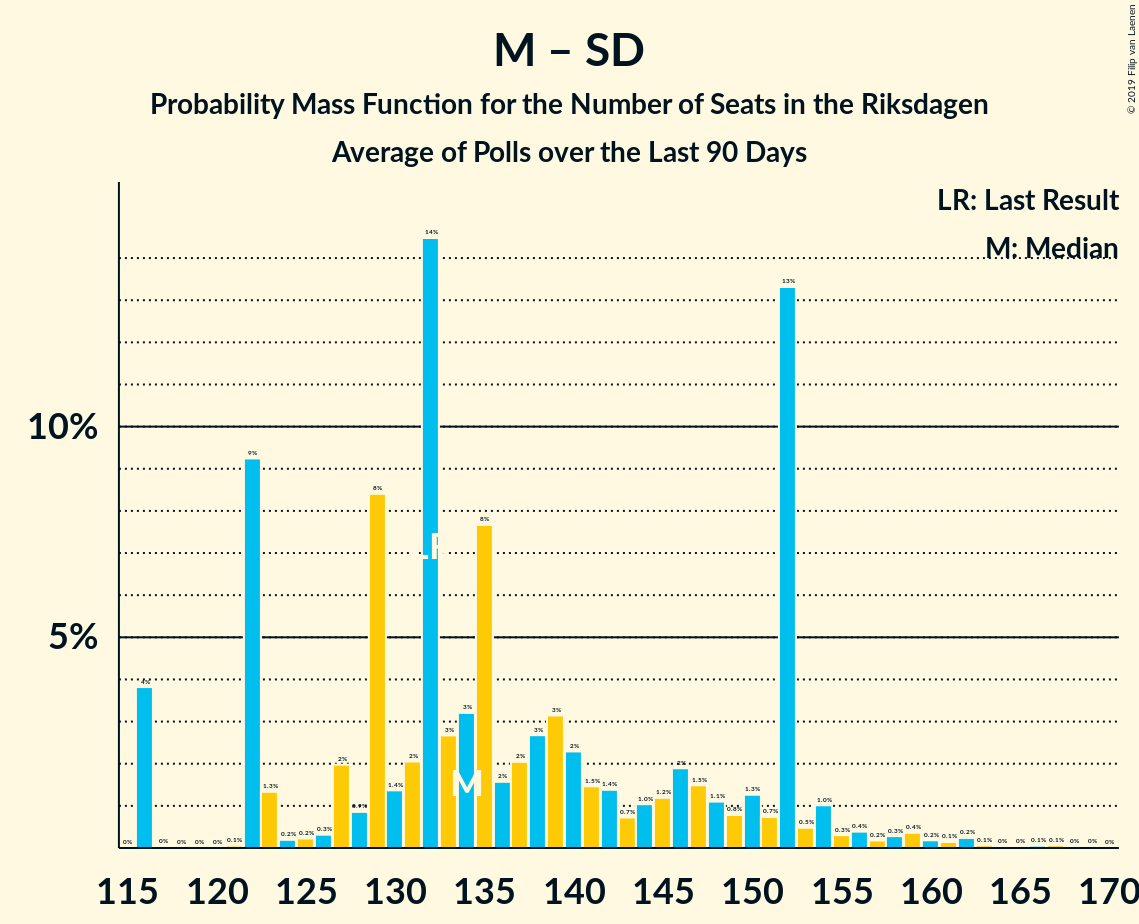 M – SD
Probability Mass Function for the Number of Seats in the Riksdagen
Average of Polls over the Last 90 Days
© 2019 Filip van Laenen
LR: Last Result
M: Median
10%
5%
0% 4% 0% 0% 0% 0% 0.1% 9% 1.3% 0.2% 0.2% 0.3% 2% 0.9% 8% 1.4% 2% 14% 3% 3% 8% 2% 2% 3% 3% 2% 1.5% 1.4% 0.7% 1.0% 1.2% 2% 1.5% 1.1% 0.8% 1.3% 0.7% 13% 0.5% 1.0% 0.3% 0.4% 0.2% 0.3% 0.4% 0.2% 0.1% 0.2% 0.1% 0% 0% 0.1% 0.1% 0% 0% 0%
LR
M
115 120 125 130 135 140 145 150 155 160 165 170